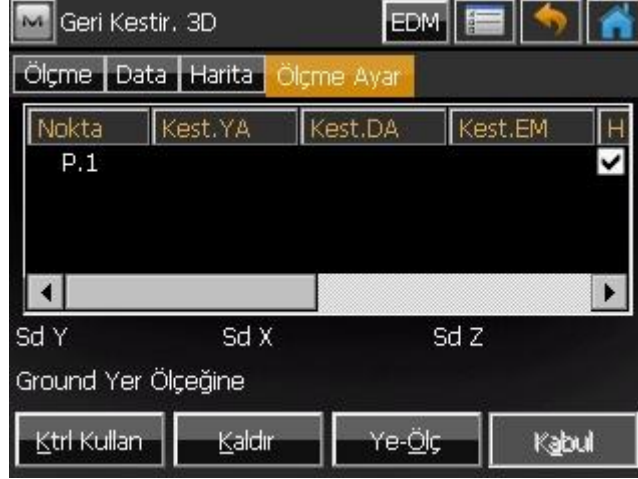 M Geri Kestir. 3D EDM
Ölçme Data Harita Ölçme Ayar
Nokta Kest.YA Kest.DA Kest.EM H
P.1
Sd Y Sd X Sd Z
Ground Yer Ölçeğine
Ktrl Kullan Kaldır Ye-Ölç Kabul